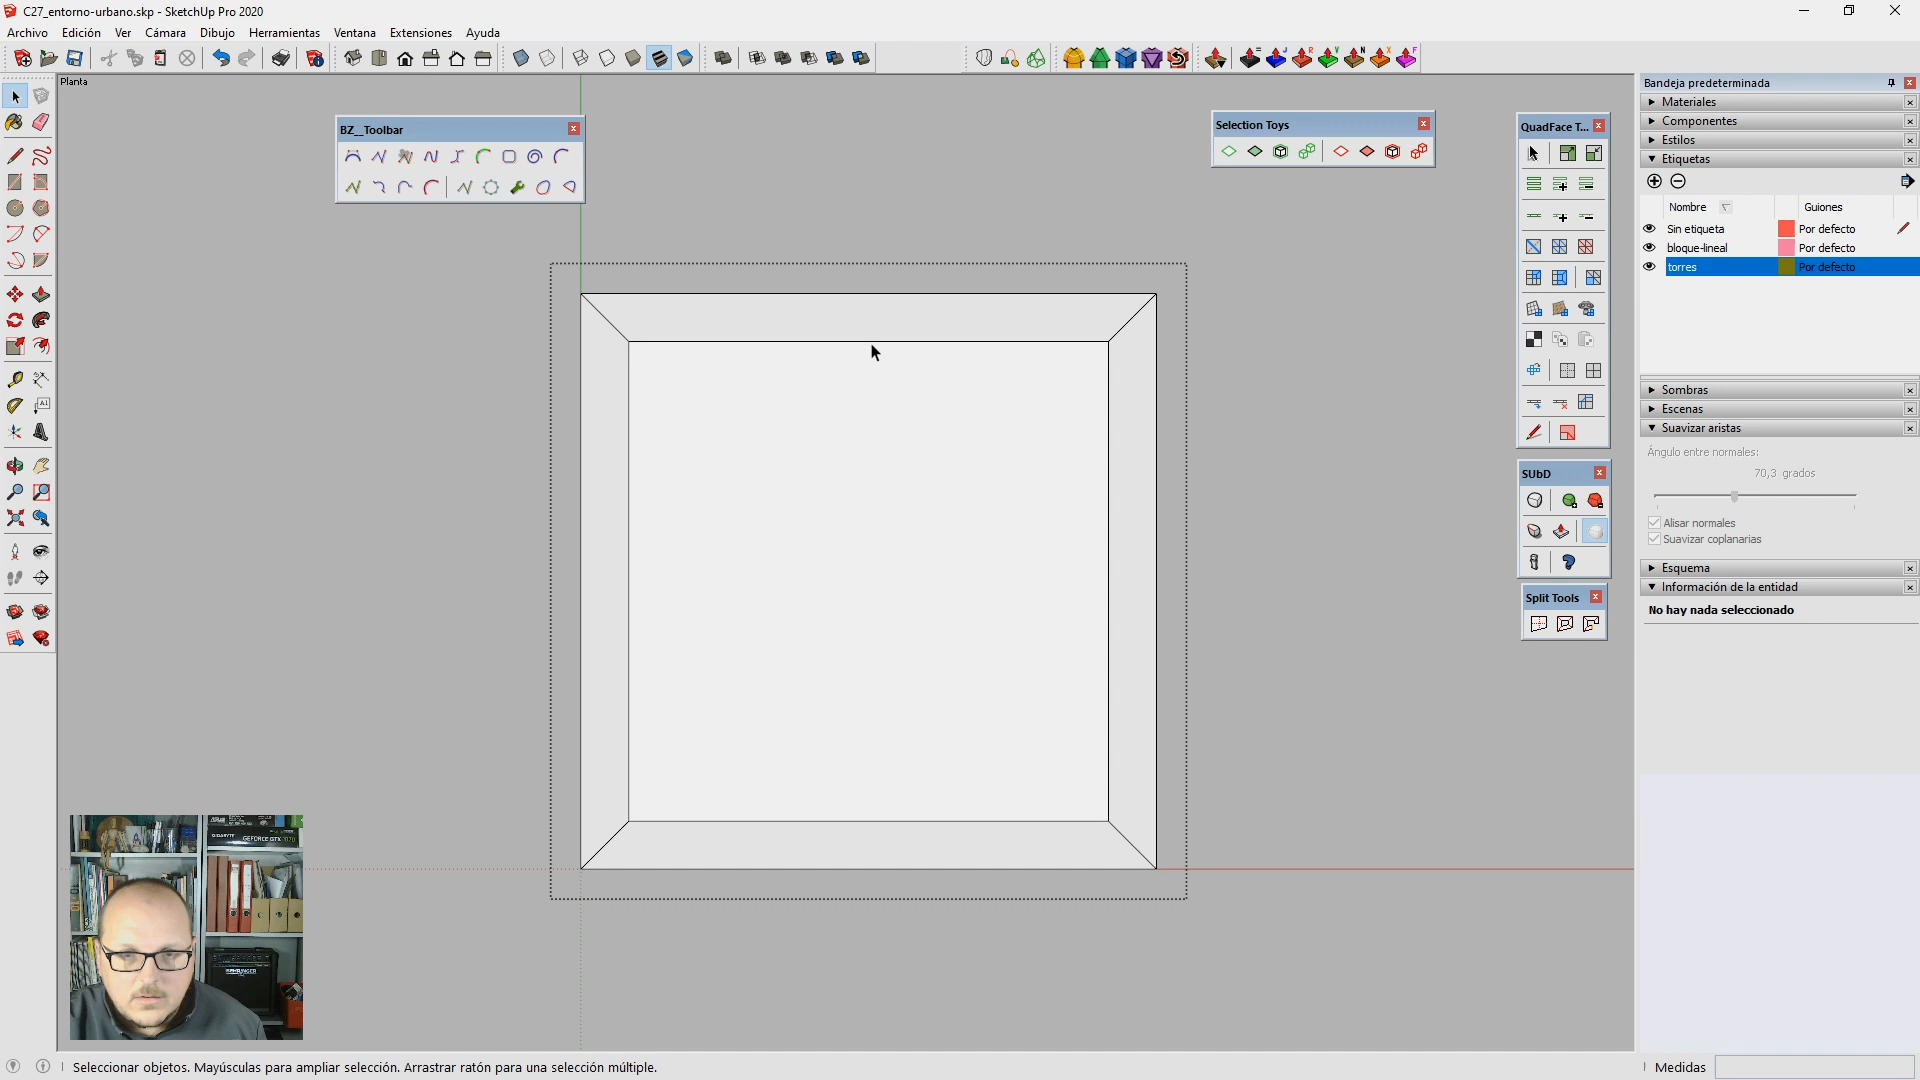 C27_entorno-urbano.skp - SketchUp Pro 2020
Archivo Edición Ver Cámara Dibujo Herramientas Ventana Extensiones Ayuda
Planta
BZ__Toolbar
Selection Toys
QuadFace T...
SUbD
Split Tools
Bandeja predeterminada
Materiales
Componentes
Estilos
Etiquetas
Nombre Guiones
Sin etiqueta Por defecto
bloque-lineal Por defecto
torres Por defecto
Sombras
Escenas
Suavizar aristas
Ángulo entre normales:
70,3 grados
Alisar normales
Suavizar coplanarias
Esquema
Información de la entidad
No hay nada seleccionado
GEFORCE GTX
Seleccionar objetos. Mayúsculas para ampliar selección. Arrastrar ratón para una selección múltiple.
Medidas